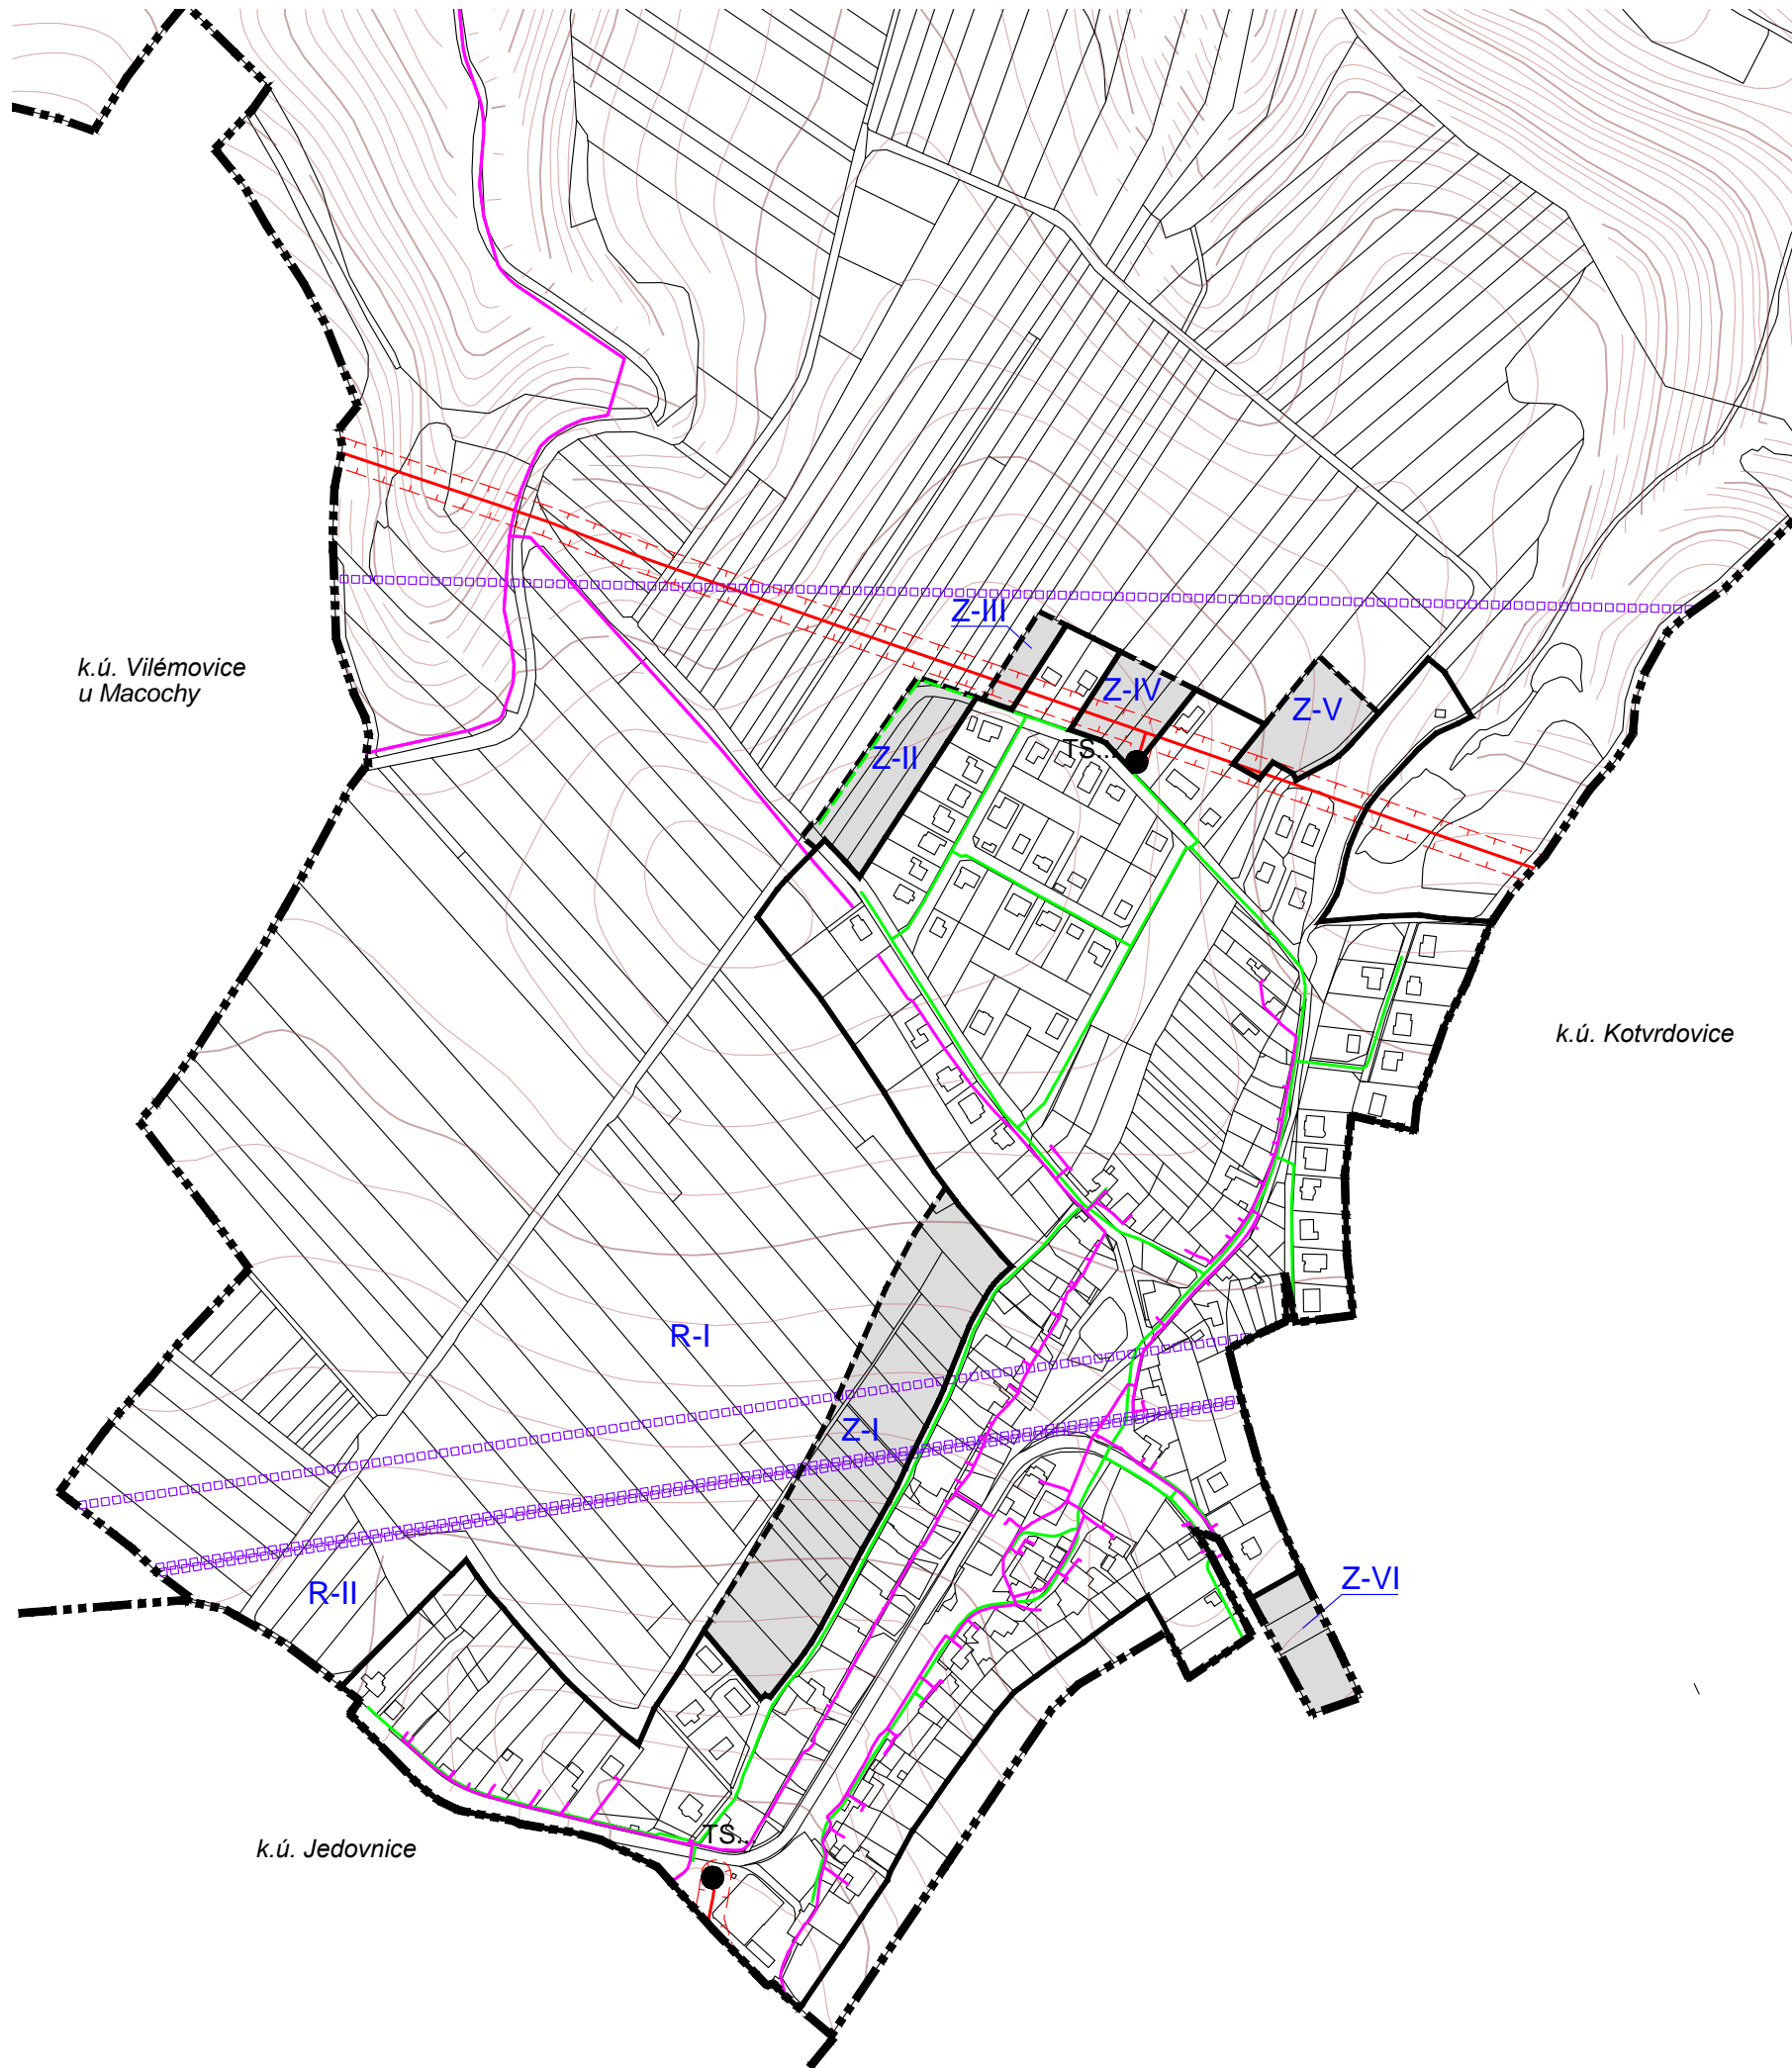 Z-III
k.ú. Vilémovice
u Macochy
Z-IV
Z-V
Z-II
TS...
k.ú. Kotvrdovice
R-I
Z-I
R-II
Z-VI
TS...
k.ú. Jedovnice